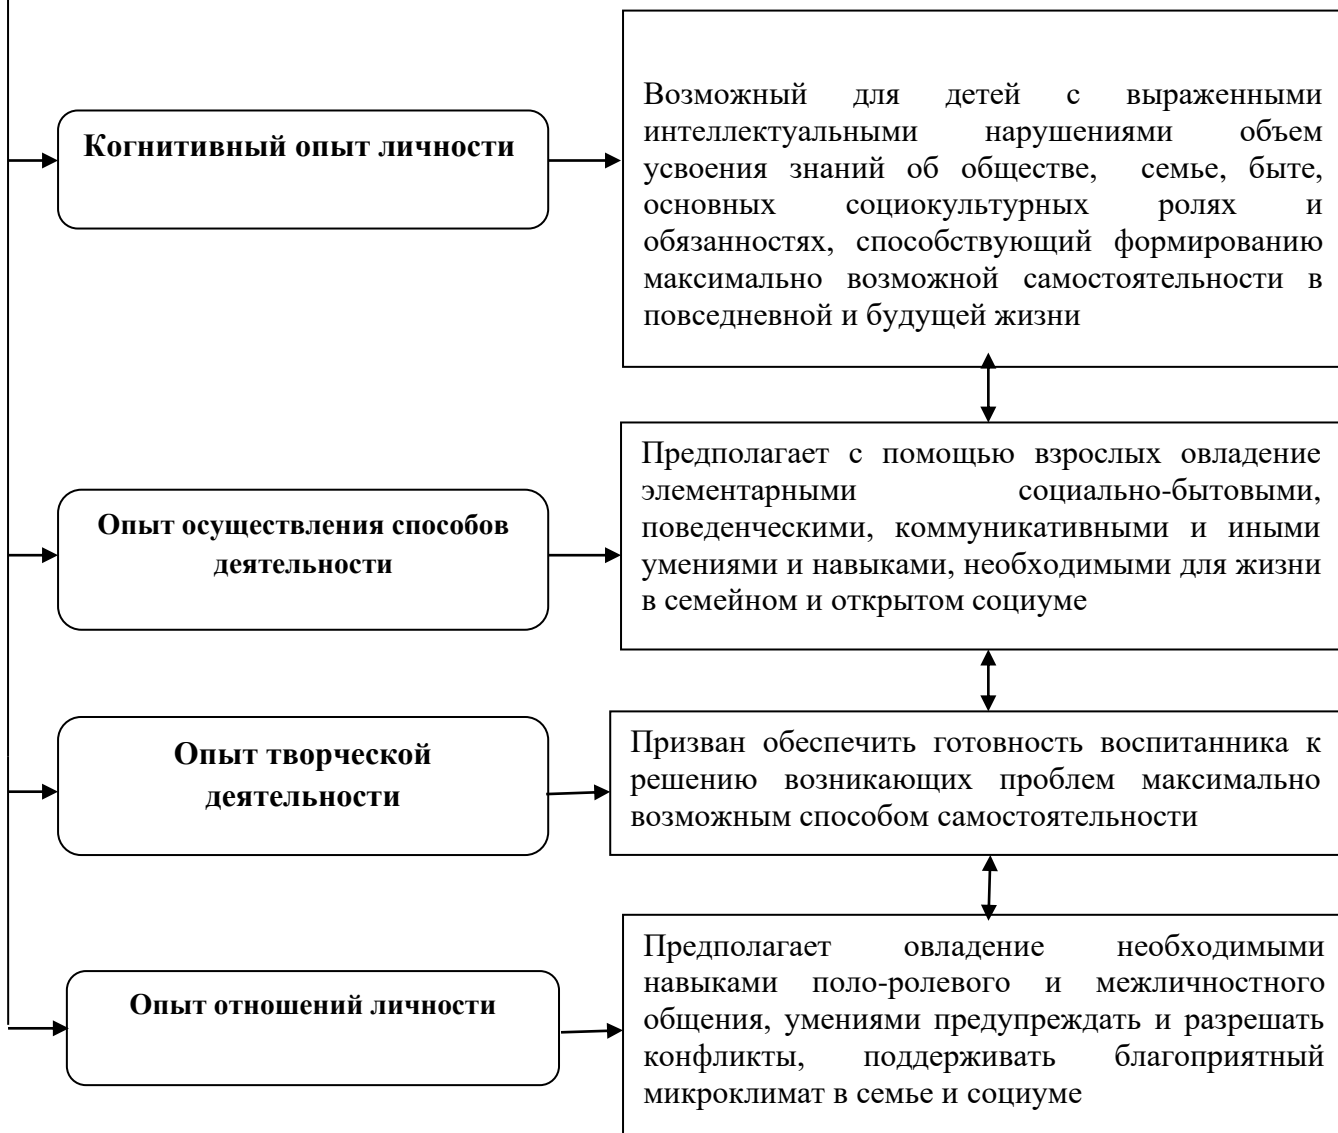 Когнитивный опыт личности
Возможный для детей с выраженными
интеллектуальными нарушениями объем
усвоения знаний об обществе, семье, быте,
основных социокультурных ролях и
обязанностях, способствующий формированию
максимально возможной самостоятельности в
повседневной и будущей жизни
Опыт осуществления способов
деятельности
Предполагает с помощью взрослых овладение
элементарными социально-бытовыми,
поведенческими, коммуникативными и иными
умениями и навыками, необходимыми для жизни
в семейном и открытом социуме
Опыт творческой
деятельности
Призван обеспечить готовность воспитанника к
решению возникающих проблем максимально
возможным способом самостоятельности
Опыт отношений личности
Предполагает овладение необходимыми
навыками поло-ролевого и межличностного
общения, умениями предупреждать и разрешать
конфликты, поддерживать благоприятный
микроклимат в семье и социуме